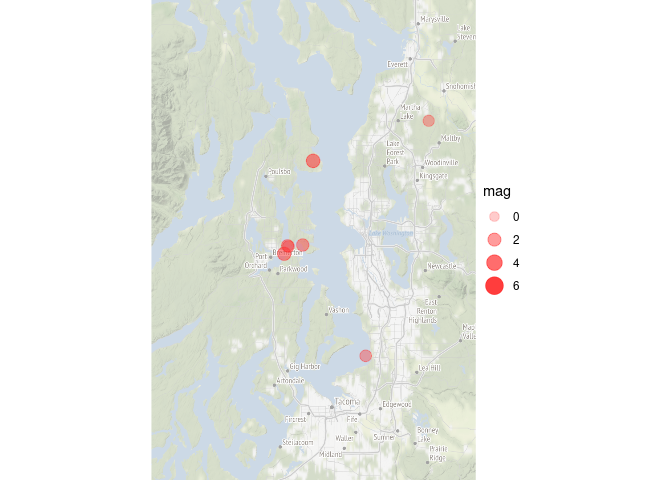 Marysville
Lake
Stevens
Everett
Snohomish
Martha
Lake
Maltby
Lake
Forest
Park
Woodinville
Kingsgate
Poulsbo
mag
0
2
4
6
Lake Washington
Port
Orchard
Bremerton
Parkwood
Newcastle
East
Renton
Highlands
Vashon
Maple
Valley
Gig Harbor
Artondale
Lea Hill
Tacoma
Edgewood
Fircrest
Fife
Waller
Sumner
Bonney
Lake
Steilacoom
Midland
Prairie
Ridge